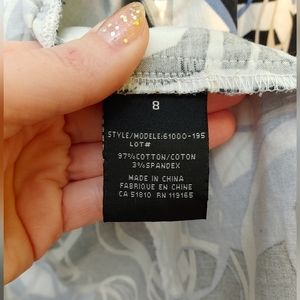 8
STYLE/MODELE:61000-195
LOT#
97%COTTON/COTON
3%SPANDEX
MADE IN CHINA
FABRIQUE EN CHINE
CA 51810 RN 119165